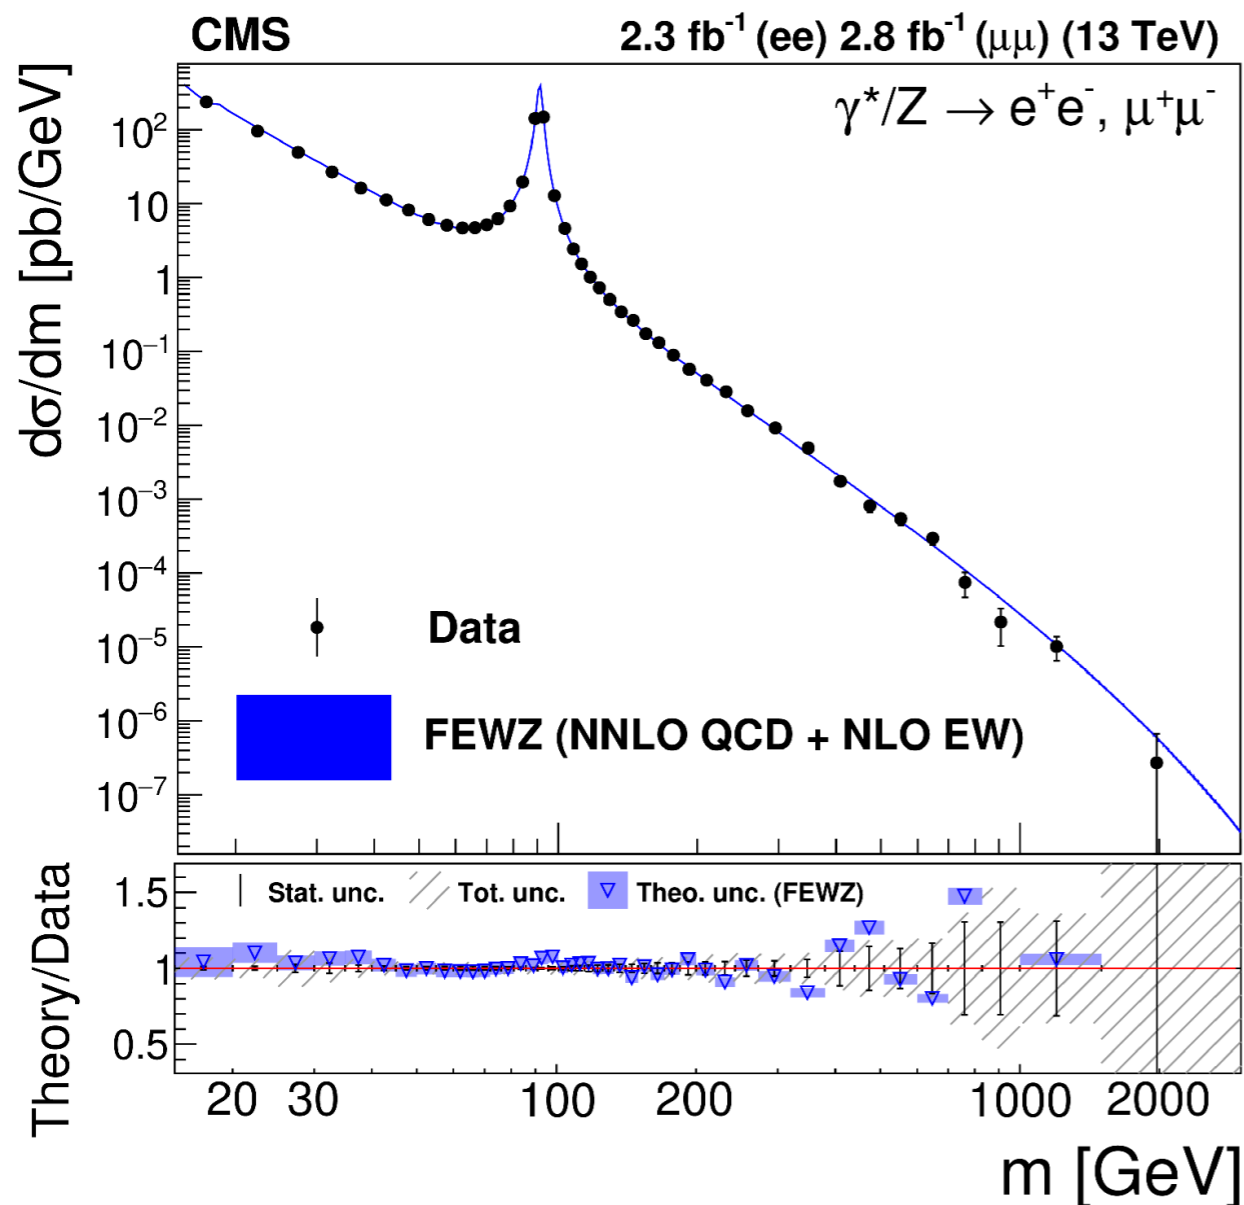 CMS 2.3 fb⁻¹ (ee) 2.8 fb⁻¹ (μμ) (13 TeV)
γ*/Z → e⁺e⁻, μ⁺μ⁻
dσ/dm [pb/GeV]
10²
10
1
10⁻¹
10⁻²
10⁻³
10⁻⁴
10⁻⁵
10⁻⁶
10⁻⁷
Data
FEWZ (NNLO QCD + NLO EW)
Theory/Data
1.5
1
0.5
Stat. unc. Tot. unc. Theo. unc. (FEWZ)
20 30 100 200 1000 2000
m [GeV]